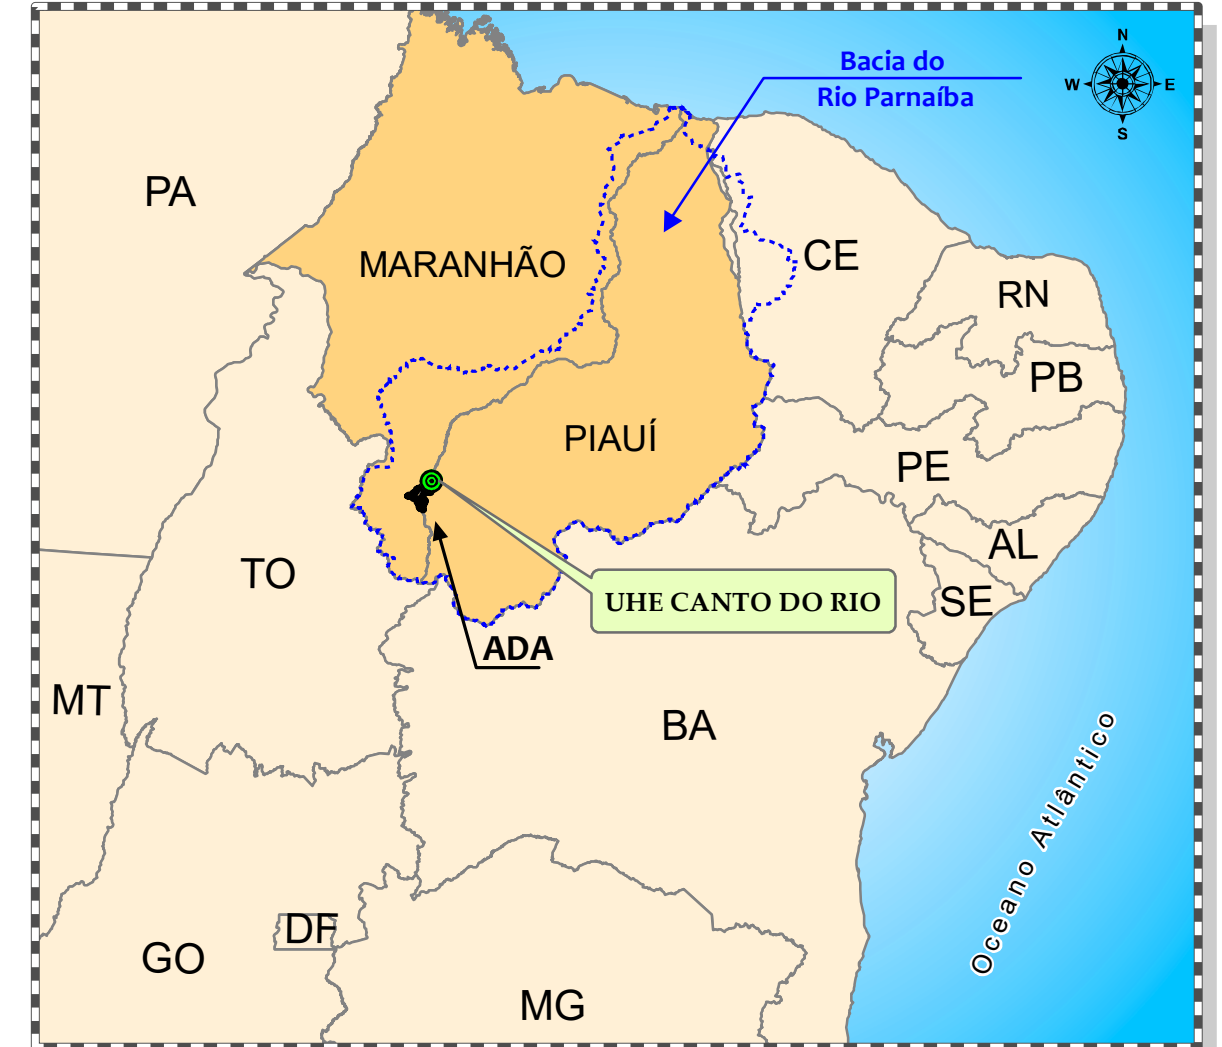 N
Bacia do
Rio Parnaíba
W
E
S
PA
MARANHÃO
CE
RN
PB
PIAUÍ
PE
AL
TO
UHE CANTO DO RIO
SE
ADA
MT
BA
Oceano Atlântico
DF
GO
MG